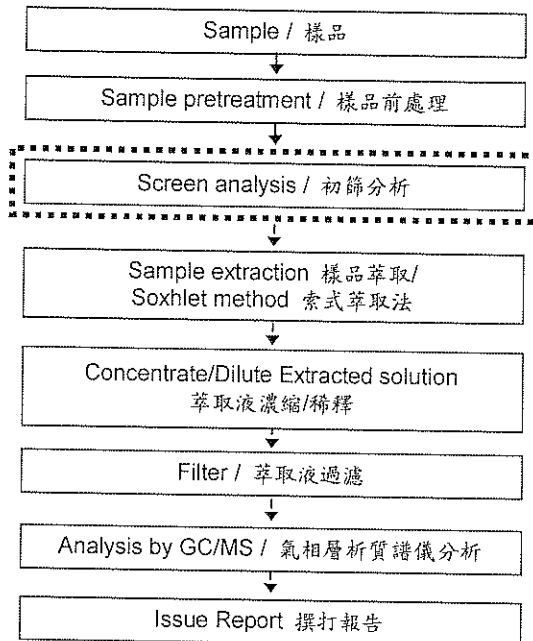 Sample / 樣品
Sample pretreatment / 樣品前處理
Screen analysis / 初篩分析
Sample extraction 樣品萃取/
Soxhlet method 索式萃取法
Concentrate/Dilute Extracted solution
萃取液濃縮/稀釋
Filter / 萃取液過濾
Analysis by GC/MS / 氣相層析質譜儀分析
Issue Report 撰打報告